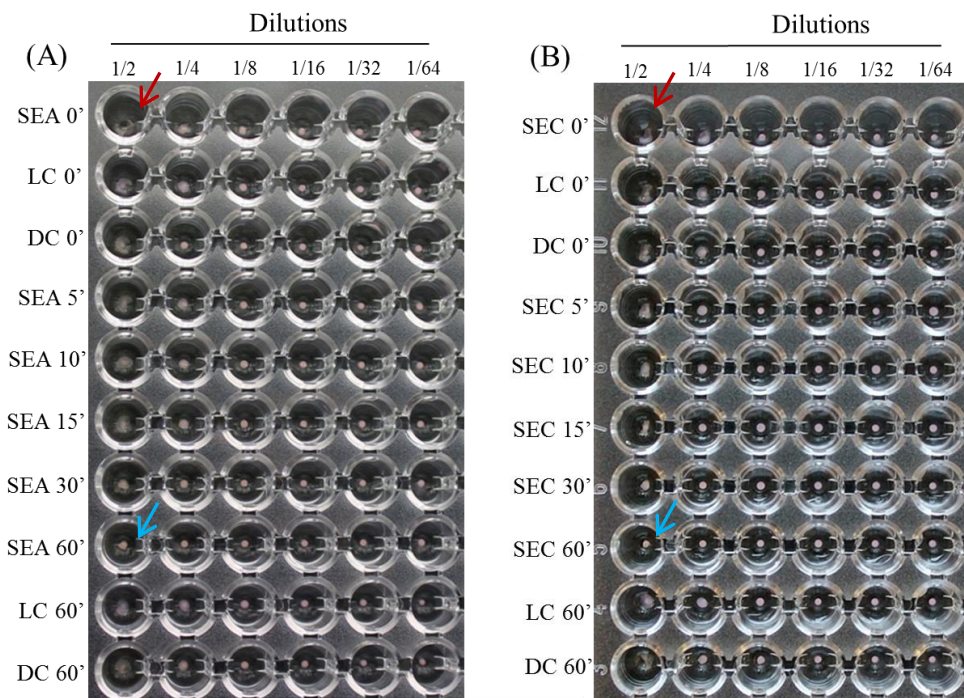 Dilutions
(A)
1/2 1/4 1/8 1/16 1/32 1/64
SEA 0’
LC 0’
DC 0’
SEA 5’
SEA 10’
SEA 15’
SEA 30’
SEA 60’
LC 60’
DC 60’
Dilutions
(B)
1/2 1/4 1/8 1/16 1/32 1/64
SEC 0’
LC 0’
DC 0’
SEC 5’
SEC 10’
SEC 15’
SEC 30’
SEC 60’
LC 60’
DC 60’